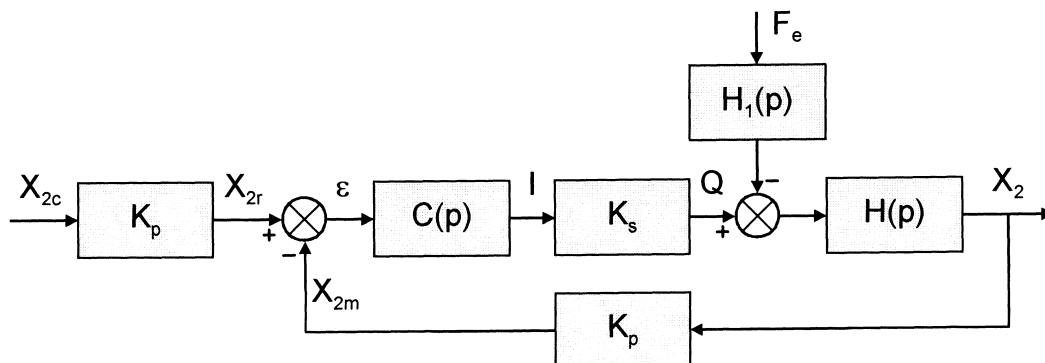 F_e
H_1(p)
X_2c
K_p
X_2r
+
−
ε
C(p)
I
K_s
Q
+
−
H(p)
X_2
X_2m
K_p